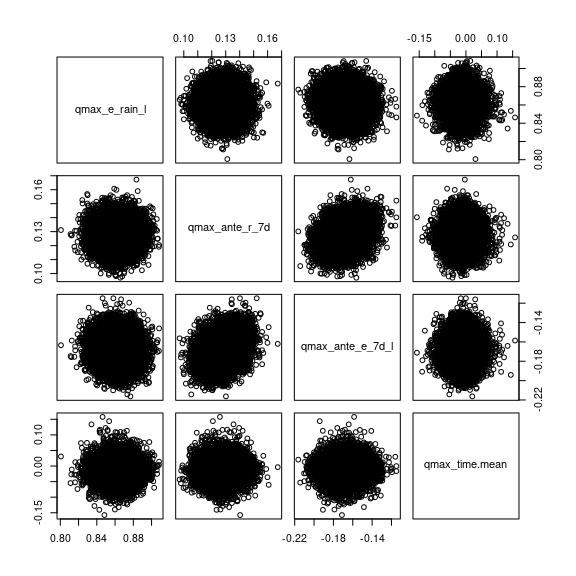 0.10 0.13 0.16
-0.15 0.00 0.10
qmax_e_rain_l
0.80 0.84 0.88
0.10 0.13 0.16
qmax_ante_r_7d
qmax_ante_e_7d_l
-0.22 -0.18 -0.14
-0.15 0.00 0.10
qmax_time.mean
0.80 0.84 0.88
-0.22 -0.18 -0.14